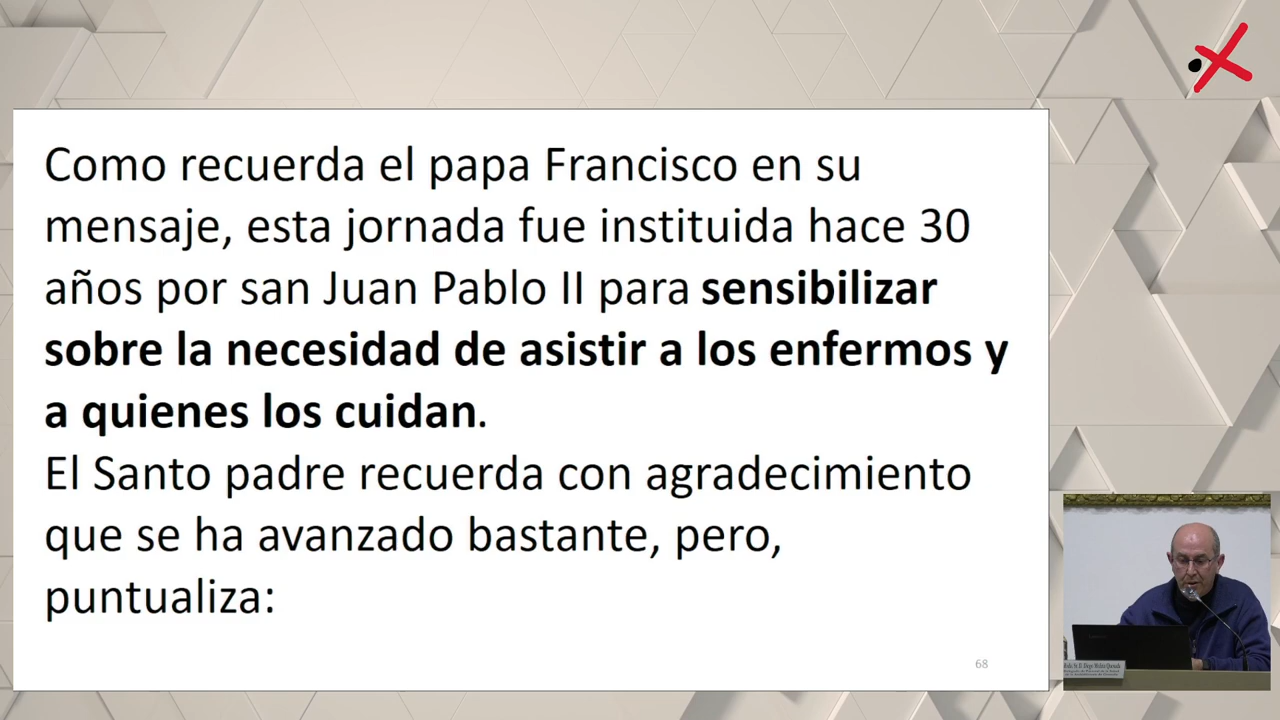 Como recuerda el papa Francisco en su
mensaje, esta jornada fue instituida hace 30
años por san Juan Pablo II para sensibilizar
sobre la necesidad de asistir a los enfermos y
a quienes los cuidan.
El Santo padre recuerda con agradecimiento
que se ha avanzado bastante, pero,
puntualiza:
68